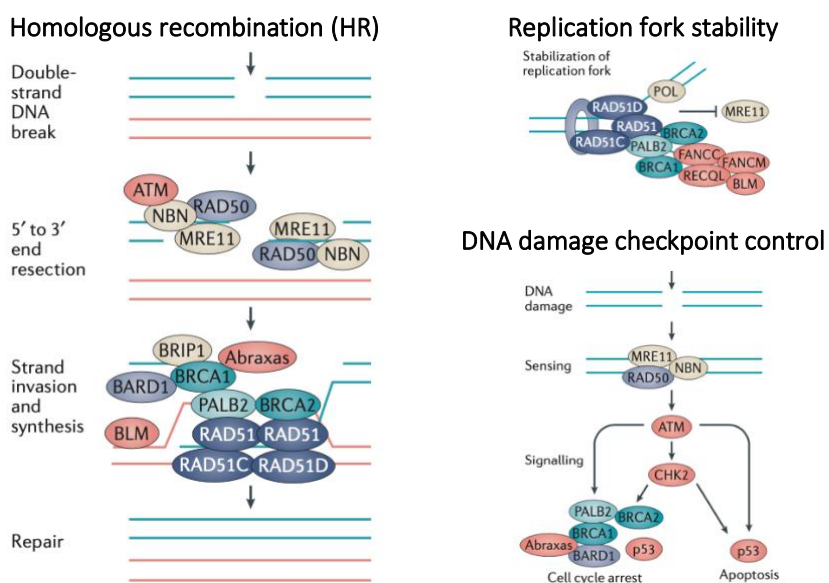 Homologous recombination (HR)
Double-
strand
DNA
break
ATM
NBN
RAD50
MRE11
MRE11
RAD50
NBN
5′ to 3′
end
resection
Strand
invasion
and
synthesis
BRIP1
Abraxas
BARD1
BRCA1
PALB2
BRCA2
BLM
RAD51
RAD51
RAD51C
RAD51D
Repair
Replication fork stability
Stabilization of
replication fork
POL
RAD51D
MRE11
RAD51
BRCA2
RAD51C
PALB2
FANCC
FANCM
BRCA1
RECQL
BLM
DNA damage checkpoint control
DNA
damage
Sensing
MRE11
NBN
RAD50
ATM
Signalling
CHK2
PALB2
BRCA2
BRCA1
Abraxas
BARD1
p53
p53
Cell cycle arrest
Apoptosis